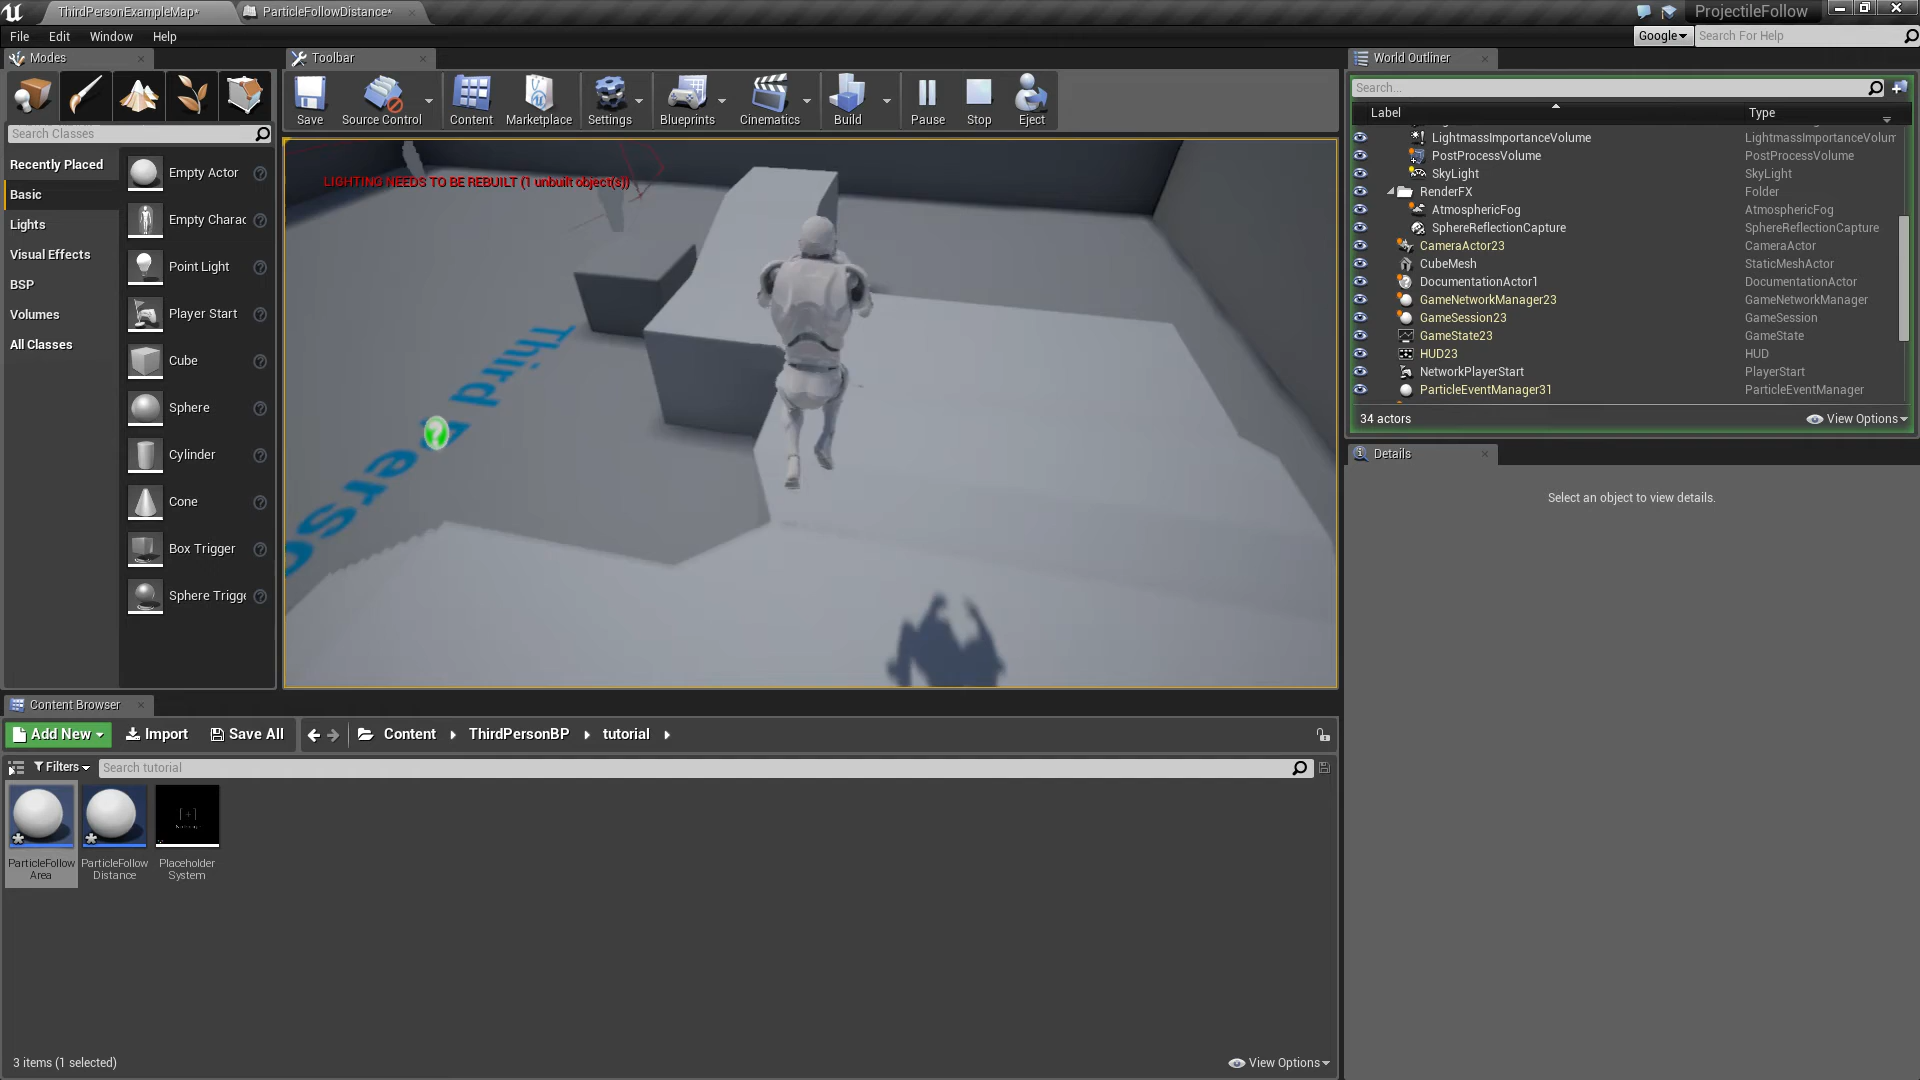 ThirdPersonExampleMap*
ParticleFollowDistance*
ProjectileFollow
File
Edit
Window
Help
Google
Search For Help
Modes
Toolbar
World Outliner
Search Classes
Recently Placed
Basic
Lights
Visual Effects
BSP
Volumes
All Classes
Empty Actor
Empty Charac
Point Light
Player Start
Cube
Sphere
Cylinder
Cone
Box Trigger
Sphere Trigge
Save
Source Control
Content
Marketplace
Settings
Blueprints
Cinematics
Build
Pause
Stop
Eject
LIGHTING NEEDS TO BE REBUILT (1 unbuilt object(s))
Third Perso
Search...
Label Type
LightmassImportanceVolume LightmassImportanceVolum
PostProcessVolume PostProcessVolume
SkyLight SkyLight
RenderFX Folder
AtmosphericFog AtmosphericFog
SphereReflectionCapture SphereReflectionCapture
CameraActor23 CameraActor
CubeMesh StaticMeshActor
DocumentationActor1 DocumentationActor
GameNetworkManager23 GameNetworkManager
GameSession23 GameSession
GameState23 GameState
HUD23 HUD
NetworkPlayerStart PlayerStart
ParticleEventManager31 ParticleEventManager
34 actors
View Options
Details
Select an object to view details.
Content Browser
Add New
Import
Save All
Content
ThirdPersonBP
tutorial
Filters
Search tutorial
ParticleFollow
Area
ParticleFollow
Distance
Placeholder
System
3 items (1 selected)
View Options